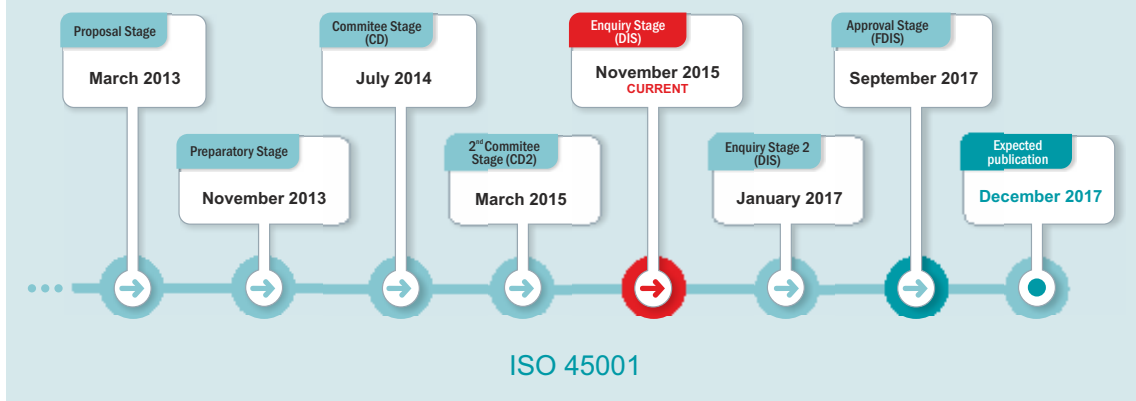 Proposal Stage
March 2013
Preparatory Stage
November 2013
Commitee Stage
(CD)
July 2014
2nd Commitee
Stage (CD2)
March 2015
Enquiry Stage
(DIS)
November 2015
CURRENT
Enquiry Stage 2
(DIS)
January 2017
Approval Stage
(FDIS)
September 2017
Expected
publication
December 2017
ISO 45001